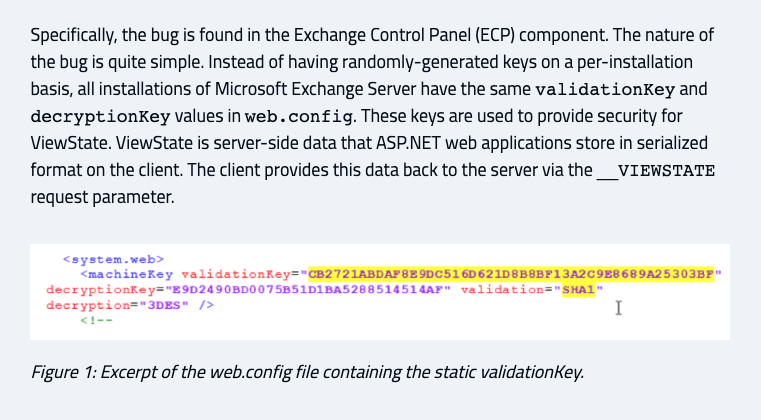 Specifically, the bug is found in the Exchange Control Panel (ECP) component. The nature of
the bug is quite simple. Instead of having randomly-generated keys on a per-installation
basis, all installations of Microsoft Exchange Server have the same validationKey and
decryptionKey values in web.config. These keys are used to provide security for
ViewState. ViewState is server-side data that ASP.NET web applications store in serialized
format on the client. The client provides this data back to the server via the __VIEWSTATE
request parameter.
<system.web>
<machineKey validationKey="CB2721ABDAF8E9DC516D621D8B8BF13A2C9E8689A25303BF"
decryptionKey="E9D2490BD0075B51D1BA5288514514AF" validation="SHA1"
decryption="3DES" />
<!--
Figure 1: Excerpt of the web.config file containing the static validationKey.